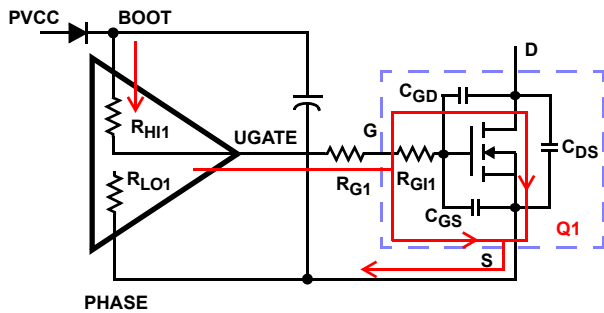 PVCC
BOOT
D
CGD
RHI1
UGATE
G
CDS
RLO1
RG1
RGI1
CGS
Q1
S
PHASE